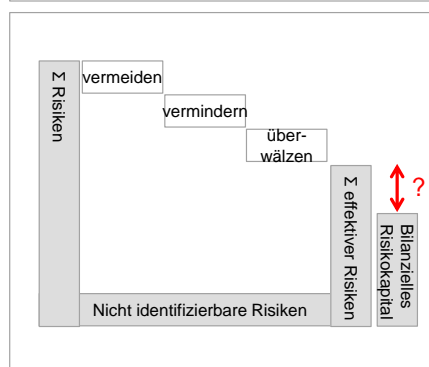 Σ Risiken
vermeiden
vermindern
über-
wälzen
Σ effektiver Risiken
?
Bilanzielles
Risikokapital
Nicht identifizierbare Risiken